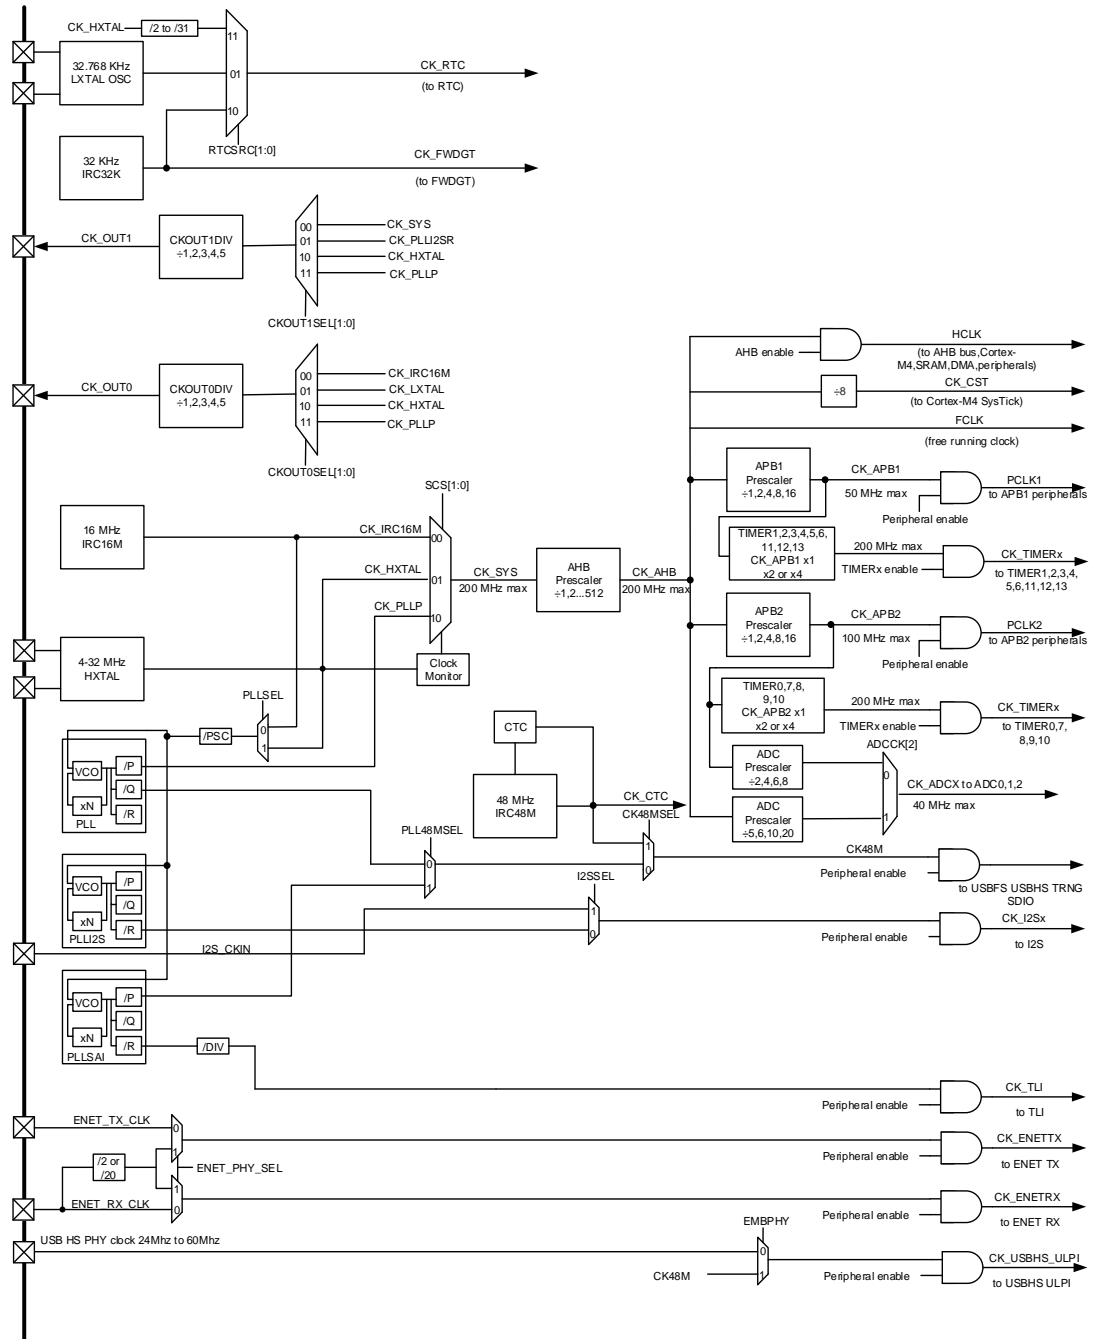 CK_HXTAL
/2 to /31
11
32.768 KHz
LXTAL OSC
01
CK_RTC
(to RTC)
10
RTCSRC[1:0]
32 KHz
IRC32K
CK_FWDGT
(to FWDGT)
CK_OUT1
CKOUT1DIV
÷1,2,3,4,5
00
01
10
11
CK_SYS
CK_PLLI2SR
CK_HXTAL
CK_PLLP
CKOUT1SEL[1:0]
CK_OUT0
CKOUT0DIV
÷1,2,3,4,5
00
01
10
11
CK_IRC16M
CK_LXTAL
CK_HXTAL
CK_PLLP
CKOUT0SEL[1:0]
AHB enable
HCLK
(to AHB bus,Cortex-
M4,SRAM,DMA,peripherals)
÷8
CK_CST
(to Cortex-M4 SysTick)
FCLK
(free running clock)
APB1
Prescaler
÷1,2,4,8,16
CK_APB1
50 MHz max
Peripheral enable
PCLK1
to APB1 peripherals
TIMER1,2,3,4,5,6,
11,12,13
CK_APB1 x1
x2 or x4
200 MHz max
TIMERx enable
CK_TIMERx
to TIMER1,2,3,4,
5,6,11,12,13
SCS[1:0]
16 MHz
IRC16M
CK_IRC16M
00
CK_HXTAL
01
CK_PLLP
10
CK_SYS
200 MHz max
AHB
Prescaler
÷1,2...512
CK_AHB
200 MHz max
APB2
Prescaler
÷1,2,4,8,16
CK_APB2
100 MHz max
Peripheral enable
PCLK2
to APB2 peripherals
4-32 MHz
HXTAL
Clock
Monitor
TIMER0,7,8,
9,10
CK_APB2 x1
x2 or x4
200 MHz max
TIMERx enable
CK_TIMERx
to TIMER0,7,
8,9,10
PLLSEL
0
1
/PSC
CTC
ADCCK[2]
ADC
Prescaler
÷2,4,6,8
0
CK_ADCX to ADC0,1,2
40 MHz max
ADC
Prescaler
÷5,6,10,20
1
VCO
xN
/P
/Q
/R
PLL
48 MHz
IRC48M
CK_CTC
CK48MSEL
1
0
PLL48MSEL
0
1
CK48M
Peripheral enable
to USBFS USBHS TRNG
SDIO
VCO
xN
/P
/Q
/R
PLLI2S
I2SSEL
1
0
CK_I2Sx
Peripheral enable
to I2S
I2S_CKIN
VCO
xN
/P
/Q
/R
PLLSAI
/DIV
CK_TLI
Peripheral enable
to TLI
ENET_TX_CLK
0
1
CK_ENETTX
Peripheral enable
to ENET TX
/2 or
/20
ENET_PHY_SEL
ENET_RX_CLK
1
0
CK_ENETRX
Peripheral enable
to ENET RX
USB HS PHY clock 24Mhz to 60Mhz
EMBPHY
0
1
CK48M
CK_USBHS_ULPI
Peripheral enable
to USBHS ULPI